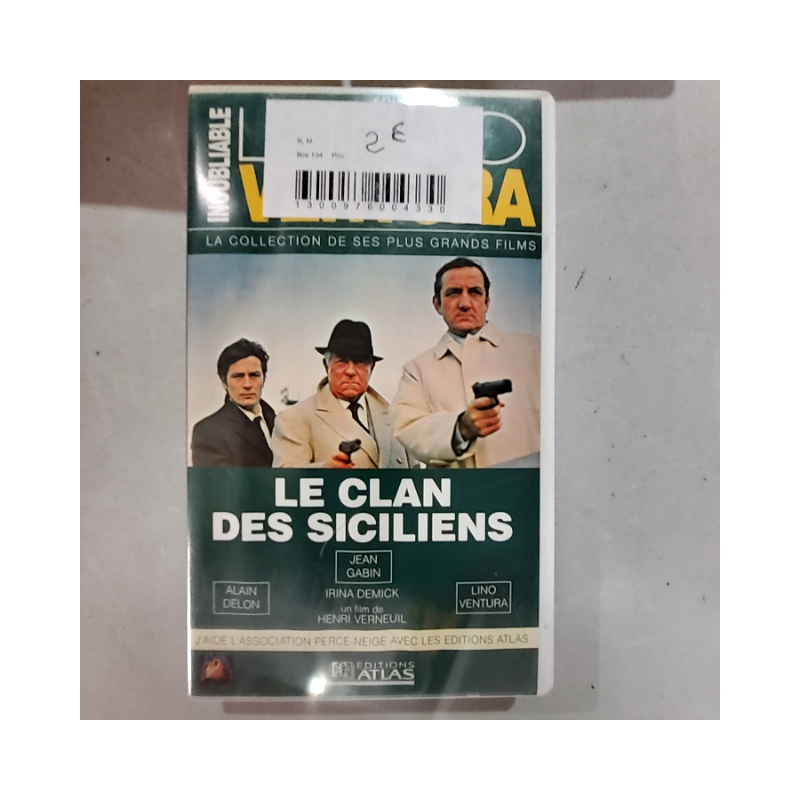 INOUBLIABLE
N. M.
Box 134 Prix
2 €
1300976004330
LA COLLECTION DE SES PLUS GRANDS FILMS
LE CLAN
DES SICILIENS
JEAN
GABIN
ALAIN
DELON
IRINA DEMICK
LINO
VENTURA
un film de
HENRI VERNEUIL
J'AIDE L'ASSOCIATION PERCE-NEIGE AVEC LES EDITIONS ATLAS
EDITIONS
ATLAS